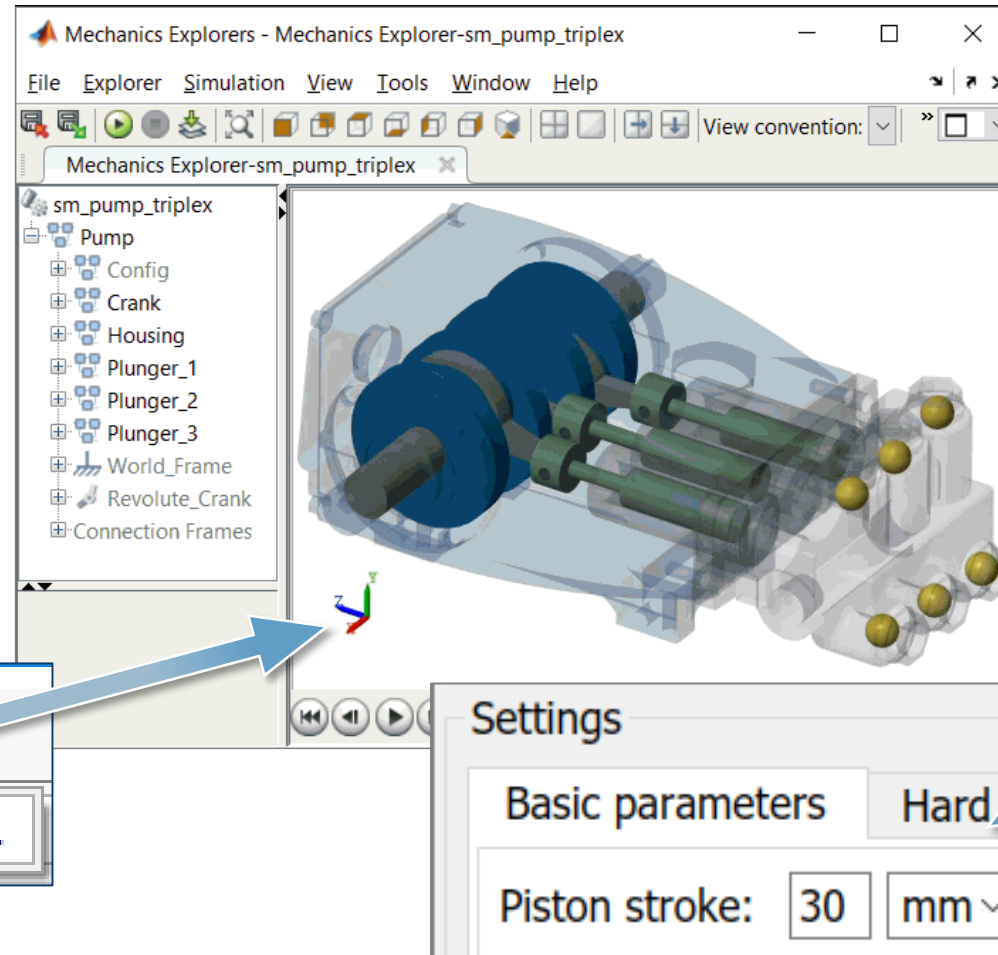 Mechanics Explorers - Mechanics Explorer-sm_pump_triplex
File Explorer Simulation View Tools Window Help
View convention:
Mechanics Explorer-sm_pump_triplex
sm_pump_triplex
Pump
Config
Crank
Housing
Plunger_1
Plunger_2
Plunger_3
World_Frame
Revolute_Crank
Connection Frames
Y
Z
X
Settings
Basic parameters Hard
Piston stroke: 30 mm